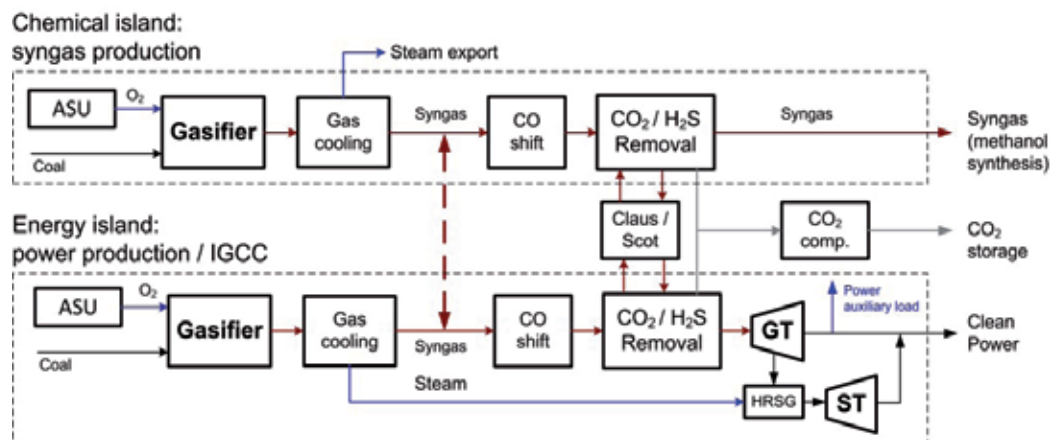 Chemical island:
syngas production
Steam export
ASU
O2
Coal
Gasifier
Gas
cooling
Syngas
CO
shift
CO2 / H2S
Removal
Syngas
Syngas
(methanol
synthesis)
Claus /
Scot
CO2
comp.
CO2
storage
Energy island:
power production / IGCC
ASU
O2
Coal
Gasifier
Gas
cooling
Syngas
CO
shift
CO2 / H2S
Removal
GT
Power
auxiliary load
Clean
Power
Steam
HRSG
ST